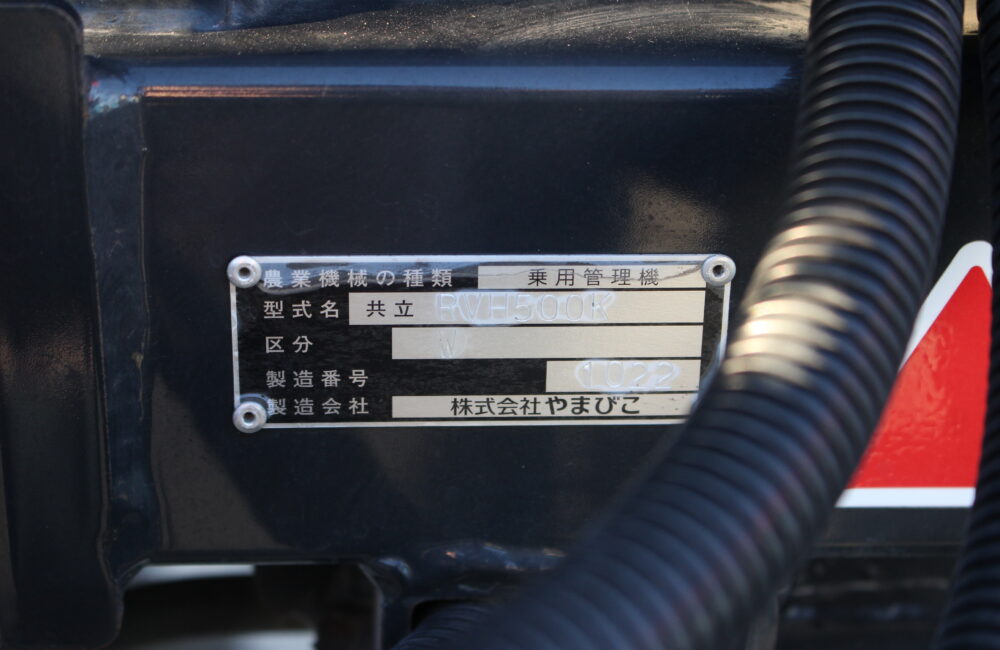 農業機械の種類 乗用管理機
型式名 共立 RVH500K
区分 V
製造番号 1022
製造会社 株式会社やまびこ